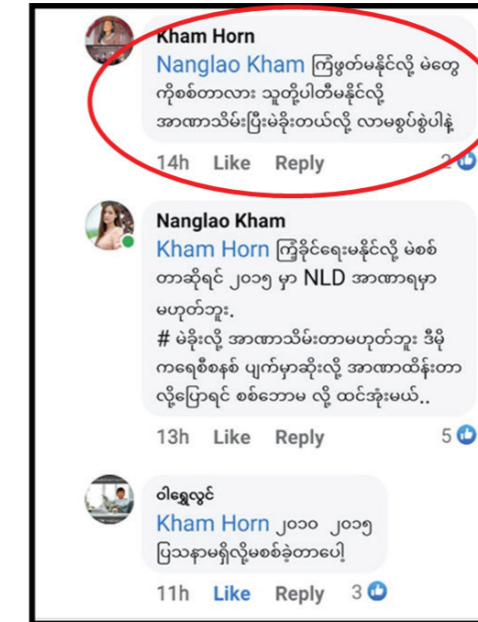 Kham Horn
Nanglao Kham ကြံဖွတ်မနိုင်လို့ မဲတွေ
ကိုစစ်တာလား သူတို့ပါတီမနိုင်လို့
အာဏာသိမ်းပြီးမဲခိုးတယ်လို့ လာမစွပ်စွဲပါနဲ့
14h Like Reply 2
Nanglao Kham
Kham Horn ကြံ့ခိုင်ရေးမနိုင်လို့ မဲစစ်
တာဆိုရင် ၂၀၁၅ မှာ NLD အာဏာရမှာ
မဟုတ်ဘူး.
# မဲခိုးလို့ အာဏာသိမ်းတာမဟုတ်ဘူး ဒီမို
ကရေစီစနစ် ပျက်မှာဆိုးလို့ အာဏာထိန်းတာ
လို့ပြောရင် စစ်ဘောမ လို့ ထင်အုံးမယ်..
13h Like Reply 5
ဝါရွှေလွင်
Kham Horn ၂၀၁၀ ၂၀၁၅
ပြသနာမရှိလို့မစစ်ခဲ့တာပေါ့
11h Like Reply 3